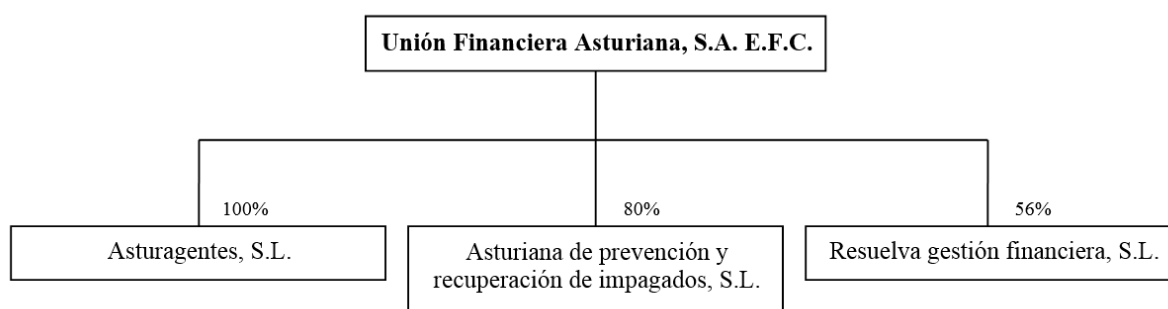 Unión Financiera Asturiana, S.A. E.F.C.
100%
80%
56%
Asturagentes, S.L.
Asturiana de prevención y
recuperación de impagados, S.L.
Resuelva gestión financiera, S.L.